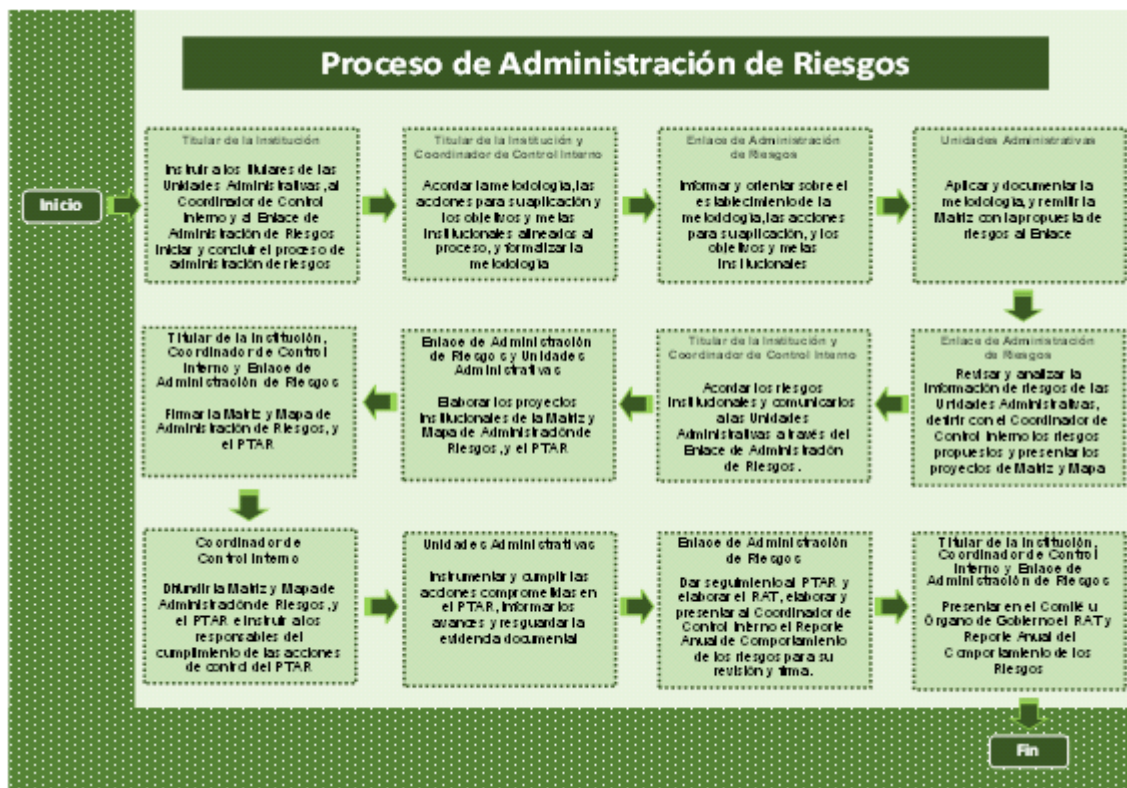 Proceso de Administración de Riesgos
Inicio
Titular de la Institución
Instruir a los titulares de las
Unidades Administrativas, al
Coordinador de Control
Interno y al Enlace de
Administración de Riesgos
iniciar y concluir el proceso de
administración de riesgos
Titular de la Institución y
Coordinador de Control Interno
Acordar la metodología, las
acciones para su aplicación y
los objetivos y metas
institucionales alineados al
proceso, y formalizar la
metodología
Enlace de Administración
de Riesgos
Informar y orientar sobre el
establecimiento de la
metodología, las acciones
para su aplicación, y los
objetivos y metas
institucionales
Unidades Administrativas
Aplicar y documentar la
metodología, y remitir la
Matriz con la propuesta de
riesgos al Enlace
Enlace de Administración
de Riesgos
Revisar y analizar la
información de riesgos de las
Unidades Administrativas,
definir con el Coordinador de
Control Interno los riesgos
propuestos y presentar los
proyectos de Matriz y Mapa
Titular de la Institución y
Coordinador de Control Interno
Acordar los riesgos
institucionales y comunicarlos
a las Unidades
Administrativas a través del
Enlace de Administración
de Riesgos.
Enlace de Administración
de Riesgos y Unidades
Administrativas
Elaborar los proyectos
institucionales de la Matriz y
Mapa de Administración de
Riesgos, y el PTAR
Titular de la Institución,
Coordinador de Control
Interno y Enlace de
Administración de Riesgos
Firmar la Matriz y Mapa de
Administración de Riesgos, y
el PTAR
Coordinador de
Control Interno
Difundir la Matriz y Mapa de
Administración de Riesgos, y
el PTAR e instruir a los
responsables del
cumplimiento de las acciones
de control del PTAR
Unidades Administrativas
Instrumentar y cumplir las
acciones comprometidas en
el PTAR, informar los
avances y resguardar la
evidencia documental
Enlace de Administración
de Riesgos
Dar seguimiento al PTAR y
elaborar el RAT, elaborar y
presentar al Coordinador de
Control Interno el Reporte
Anual de Comportamiento
de los riesgos para su
revisión y firma.
Titular de la Institución,
Coordinador de Control
Interno y Enlace de
Administración de Riesgos
Presentar en el Comité u
Órgano de Gobierno el RAT y
Reporte Anual del
Comportamiento de los
Riesgos
Fin